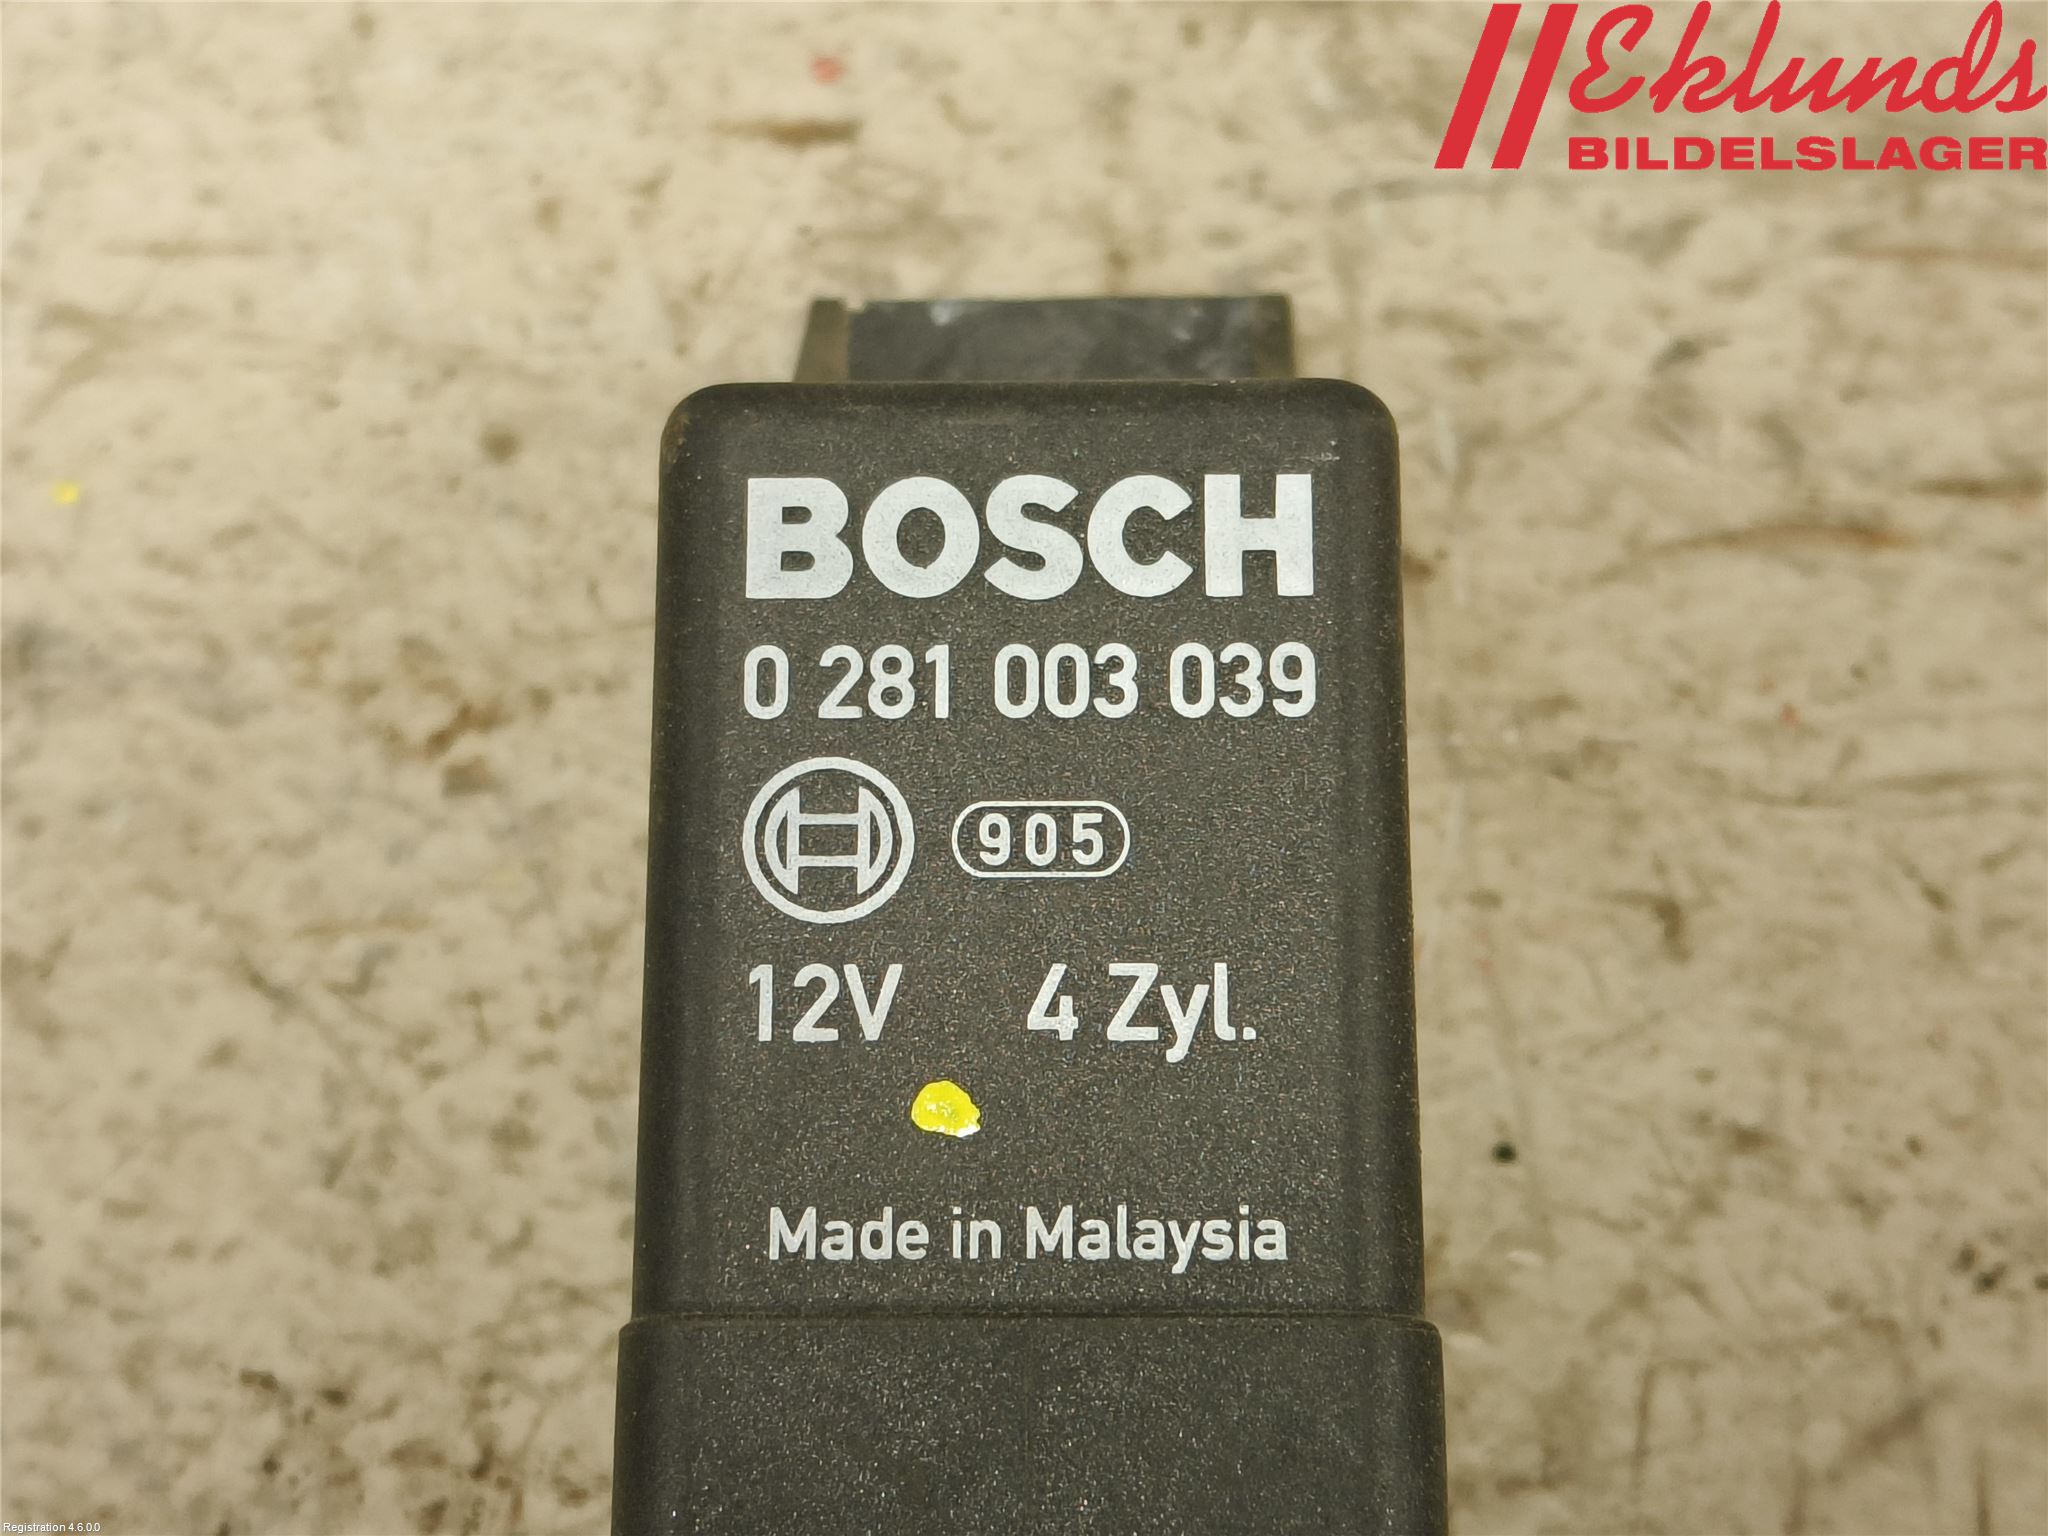 Eklunds
BILDELSLAGER
BOSCH
0 281 003 039
905
12V 4 Zyl.
Made in Malaysia
Registration 4.6.0.0